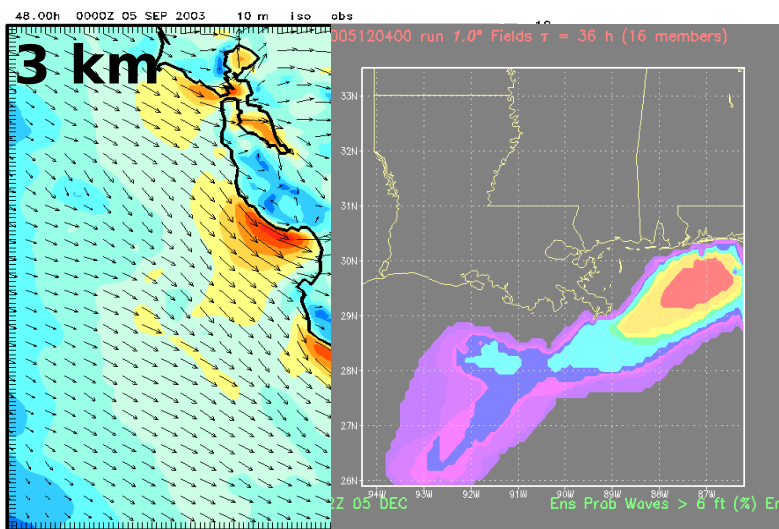 48.00h 0000Z 05 SEP 2003 10 m iso obs
3 km
005120400 run 1.0° Fields τ = 36 h (16 members)
33N
32N
31N
30N
29N
28N
27N
26N
94W 93W 92W 91W 90W 89W 88W 87W
Z 05 DEC Ens Prob Waves > 6 ft (%) En